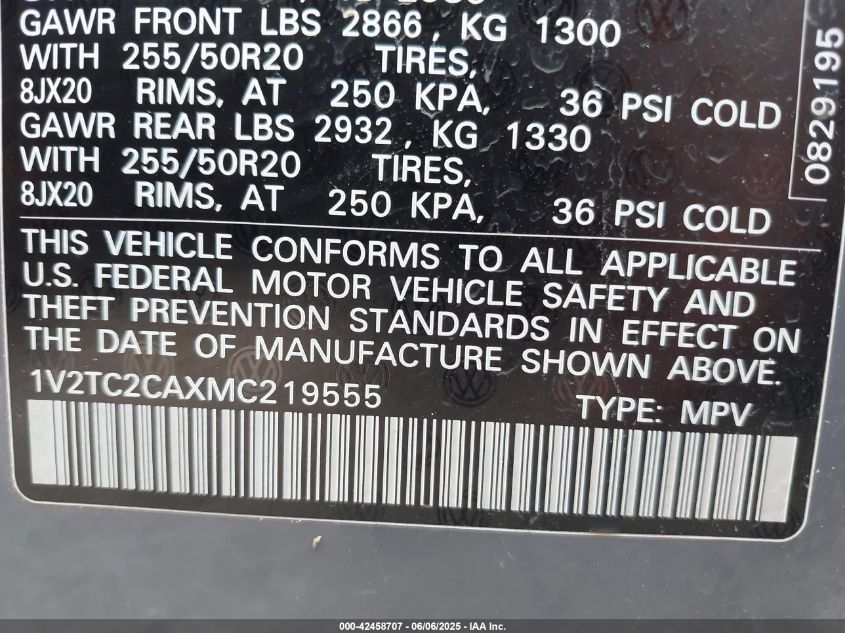 GAWR FRONT LBS 2866, KG 1300
WITH 255/50R20 TIRES,
8JX20 RIMS, AT 250 KPA, 36 PSI COLD
GAWR REAR LBS 2932, KG 1330
WITH 255/50R20 TIRES,
8JX20 RIMS, AT 250 KPA, 36 PSI COLD
0829195
THIS VEHICLE CONFORMS TO ALL APPLICABLE
U.S. FEDERAL MOTOR VEHICLE SAFETY AND
THEFT PREVENTION STANDARDS IN EFFECT ON
THE DATE OF MANUFACTURE SHOWN ABOVE.
1V2TC2CAXMC219555 TYPE: MPV
000-42458707 - 06/06/2025 - IAA Inc.